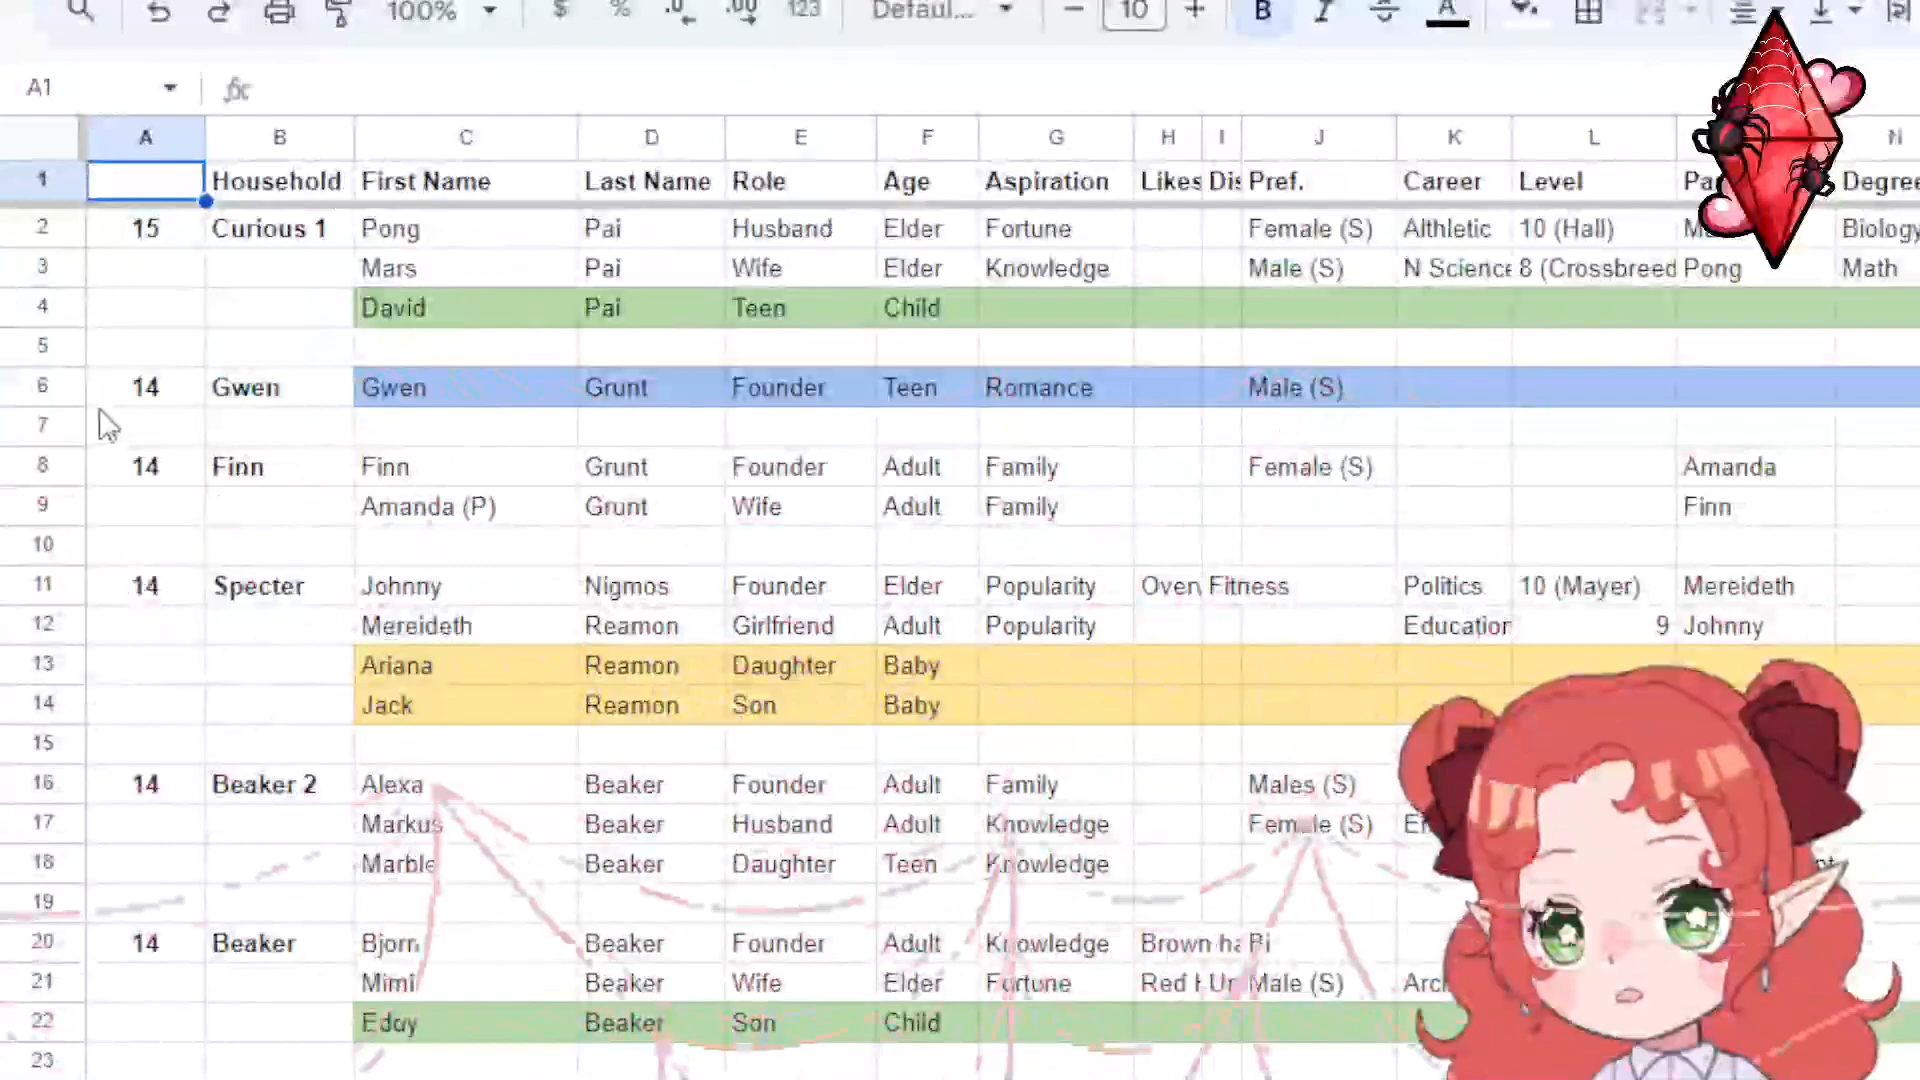 100% $ % .0 .00 123 Defaul... 10 B I A
A1 fx
A B C D E F G H I J K L N
1 Household First Name Last Name Role Age Aspiration Likes Dis Pref. Career Level Degree
2 15 Curious 1 Pong Pai Husband Elder Fortune Female (S) Althletic 10 (Hall) Biology
3 Mars Pai Wife Elder Knowledge Male (S) N Science 8 (Crossbreed Pong Math
4 David Pai Teen Child
5
6 14 Gwen Gwen Grunt Founder Teen Romance Male (S)
7
8 14 Finn Finn Grunt Founder Adult Family Female (S) Amanda
9 Amanda (P) Grunt Wife Adult Family Finn
10
11 14 Specter Johnny Nigmos Founder Elder Popularity Oven Fitness Politics 10 (Mayer) Mereideth
12 Mereideth Reamon Girlfriend Adult Popularity Education 9 Johnny
13 Ariana Reamon Daughter Baby
14 Jack Reamon Son Baby
15
16 14 Beaker 2 Alexa Beaker Founder Adult Family Males (S)
17 Markus Beaker Husband Adult Knowledge Female (S)
18 Marble Beaker Daughter Teen Knowledge
19
20 14 Beaker Bjorn Beaker Founder Adult Knowledge Brown ha Bi
21 Mimi Beaker Wife Elder Fortune Red Male (S)
22 Beaker Son Child
23